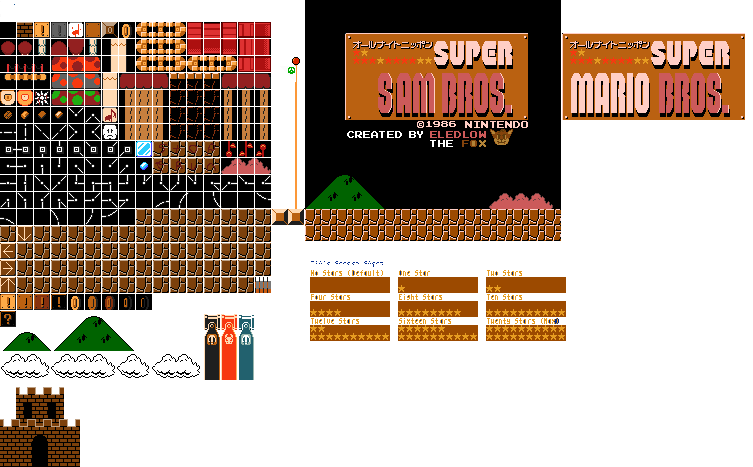 オールナイトニッポン SUPER
SAM BROS.
オールナイトニッポン SUPER
MARIO BROS.
©1986 NINTENDO
CREATED BY ELEDLOW
THE FOX
Title Screen Stars
No Stars (Default)
One Star
Two Stars
Four Stars
Eight Stars
Ten Stars
Twelve Stars
Sixteen Stars
Twenty Stars (Max)